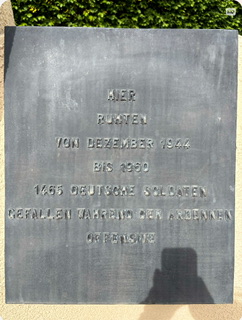 HIER
RUHTEN
VON DEZEMBER 1944
BIS 1960
1465 DEUTSCHE SOLDATEN
GEFALLEN WÄHREND DER ARDENNEN
OFFENSIVE